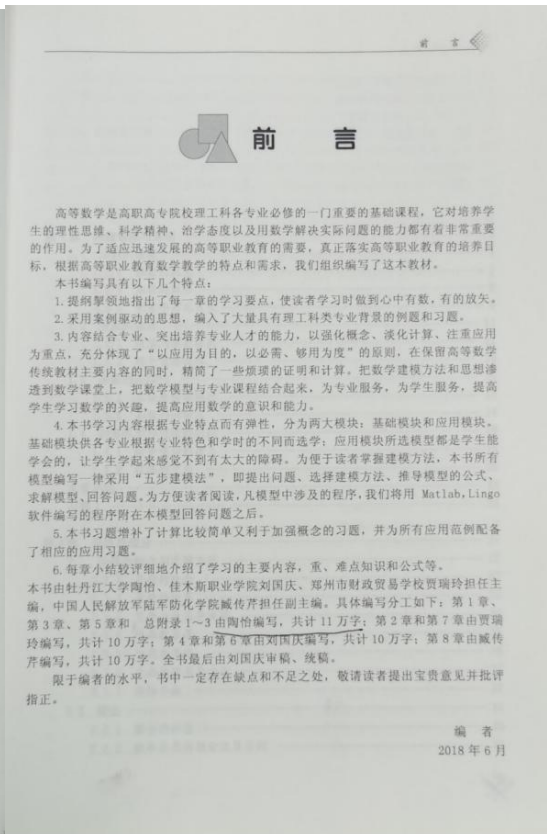 前 言
前 言
高等数学是高职高专院校理工科各专业必修的一门重要的基础课程，它对培养学
生的理性思维、科学精神、治学态度以及用数学解决实际问题的能力都有着非常重要
的作用。为了适应迅速发展的高等职业教育的需要，真正落实高等职业教育的培养目
标，根据高等职业教育数学教学的特点和需求，我们组织编写了这本教材。
本书编写具有以下几个特点：
1.提纲挈领地指出了每一章的学习要点，使读者学习时做到心中有数，有的放矢。
2.采用案例驱动的思想，编入了大量具有理工科类专业背景的例题和习题。
3.内容结合专业、突出培养专业人才的能力，以强化概念、淡化计算、注重应用
为重点，充分体现了“以应用为目的，以必需、够用为度”的原则，在保留高等数学
传统教材主要内容的同时，精简了一些烦琐的证明和计算。把数学建模方法和思想渗
透到数学课堂上，把数学模型与专业课程结合起来，为专业服务，为学生服务，提高
学生学习数学的兴趣，提高应用数学的意识和能力。
4.本书学习内容根据专业特点而有弹性，分为两大模块：基础模块和应用模块。
基础模块供各专业根据专业特色和学时的不同而选学；应用模块所选模型都是学生能
学会的，让学生学起来感觉不到有太大的障碍。为便于读者掌握建模方法，本书所有
模型编写一律采用“五步建模法”，即提出问题、选择建模方法、推导模型的公式、
求解模型、回答问题。为方便读者阅读，凡模型中涉及的程序，我们将用 Matlab,Lingo
软件编写的程序附在本模型回答问题之后。
5.本书习题增补了计算比较简单又利于加强概念的习题，并为所有应用范例配备
了相应的应用习题。
6.每章小结较详细地介绍了学习的主要内容，重、难点知识和公式等。
本书由牡丹江大学陶怡、佳木斯职业学院刘国庆、郑州市财政贸易学校贾瑞玲担任主
编，中国人民解放军陆军防化学院臧传芹担任副主编。具体编写分工如下：第 1 章、
第 3 章、第 5 章和 总附录 1～3 由陶怡编写，共计 11 万字；第 2 章和第 7 章由贾瑞
玲编写，共计 10 万字；第 4 章和第 6 章由刘国庆编写，共计 10 万字；第 8 章由臧传
芹编写，共计 10 万字。全书最后由刘国庆审稿、统稿。
限于编者的水平，书中一定存在缺点和不足之处，敬请读者提出宝贵意见并批评
指正。
编 者
2018 年 6 月